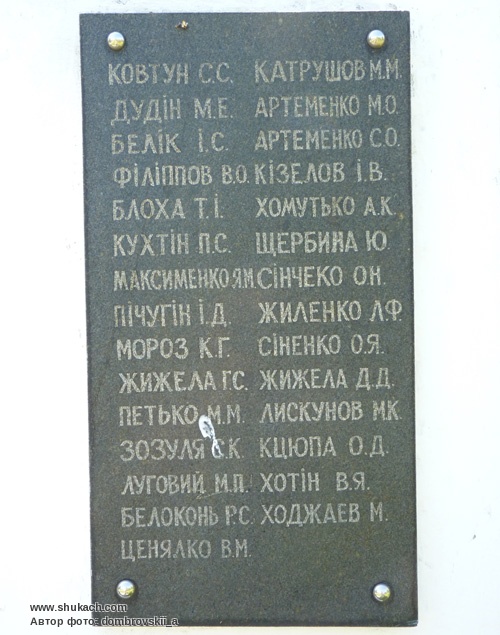 КОВТУН С.С. КАТРУШОВ М.М.
ДУДІН М.Е. АРТЕМЕНКО М.О.
БЕЛІК І.С. АРТЕМЕНКО С.О.
ФІЛІППОВ В.О. КІЗЕЛОВ І.В.
БЛОХА Т.І. ХОМУТЬКО А.К.
КУХТІН П.С. ЩЕРБИНА Ю.
МАКСИМЕНКО Я.М. СІНЧЕКО О.Н.
ПІЧУГІН І.Д. ЖИЛЕНКО Л.Ф.
МОРОЗ К.Г. СІНЕНКО О.Я.
ЖИЖЕЛА Г.С. ЖИЖЕЛА Д.Д.
ПЕТЬКО М.М. ЛИСКУНОВ М.К.
ЗОЗУЛЯ К. КЦЮПА О.Д.
ЛУГОВИЙ М.П. ХОТІН В.Я.
БЕЛОКОНЬ Р.С. ХОДЖАЕВ М.
ЦЕНЯЛКО В.М.
www.shukach.com
Автор фото: dombrovskii_a